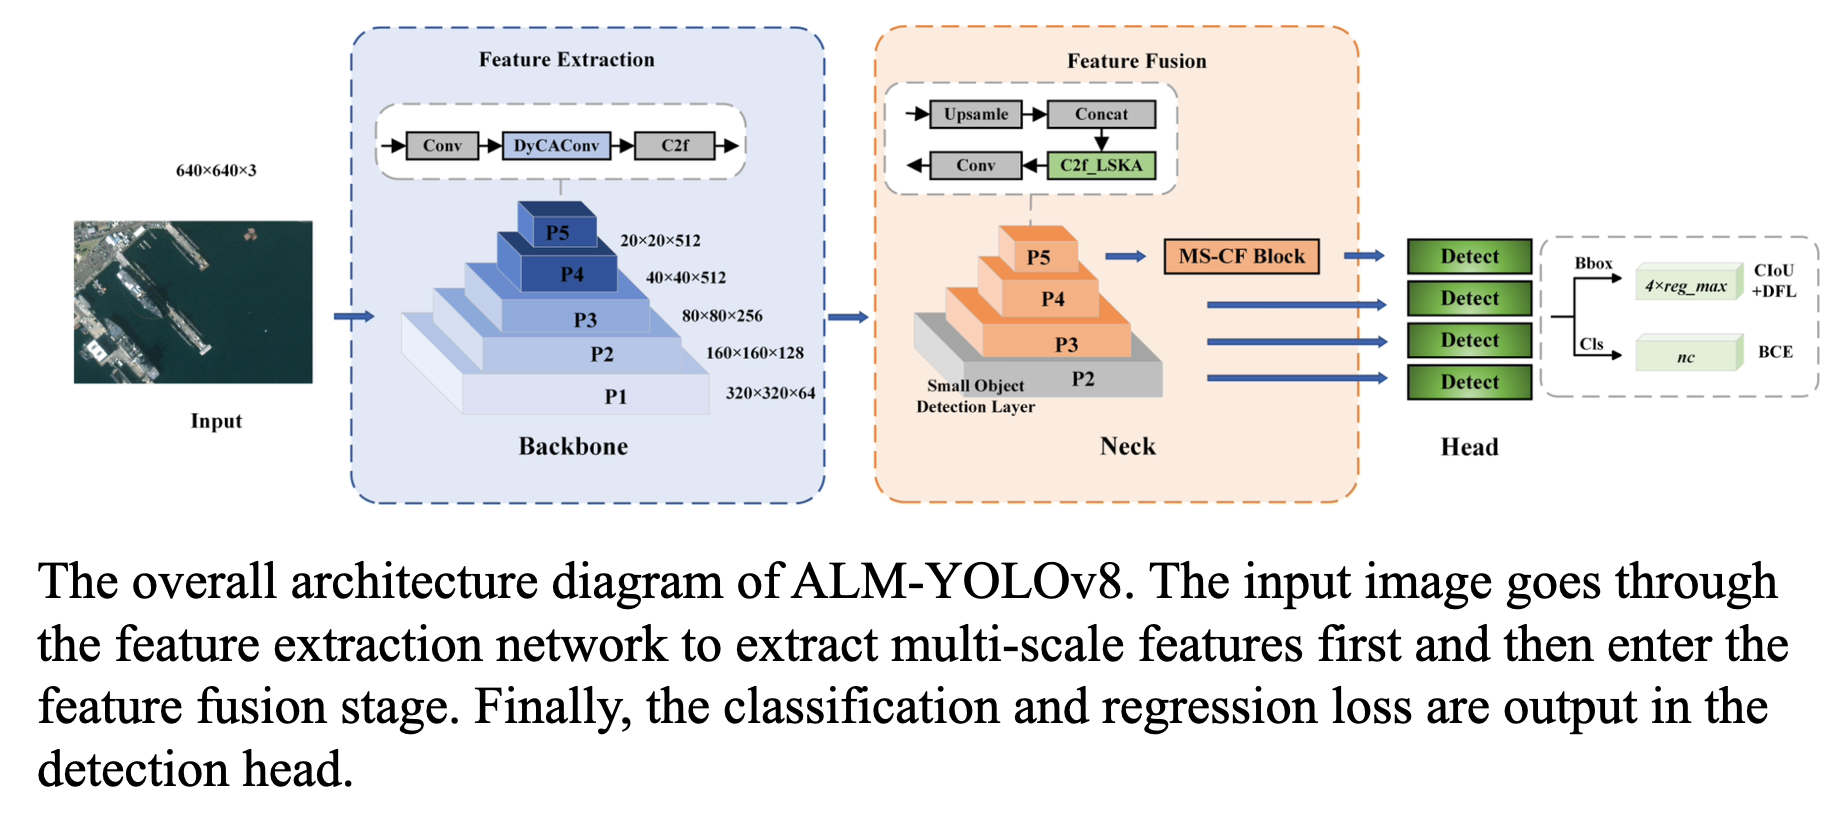 Feature Extraction
Conv
DyCAConv
C2f
640×640×3
Input
P5
20×20×512
P4
40×40×512
P3
80×80×256
P2
160×160×128
P1
320×320×64
Backbone
Feature Fusion
Upsamle
Concat
Conv
C2f_LSKA
P5
P4
P3
P2
Small Object
Detection Layer
MS-CF Block
Neck
Detect
Detect
Detect
Detect
Head
Bbox
4×reg_max
CIoU
+DFL
Cls
nc
BCE
The overall architecture diagram of ALM-YOLOv8. The input image goes through
the feature extraction network to extract multi-scale features first and then enter the
feature fusion stage. Finally, the classification and regression loss are output in the
detection head.